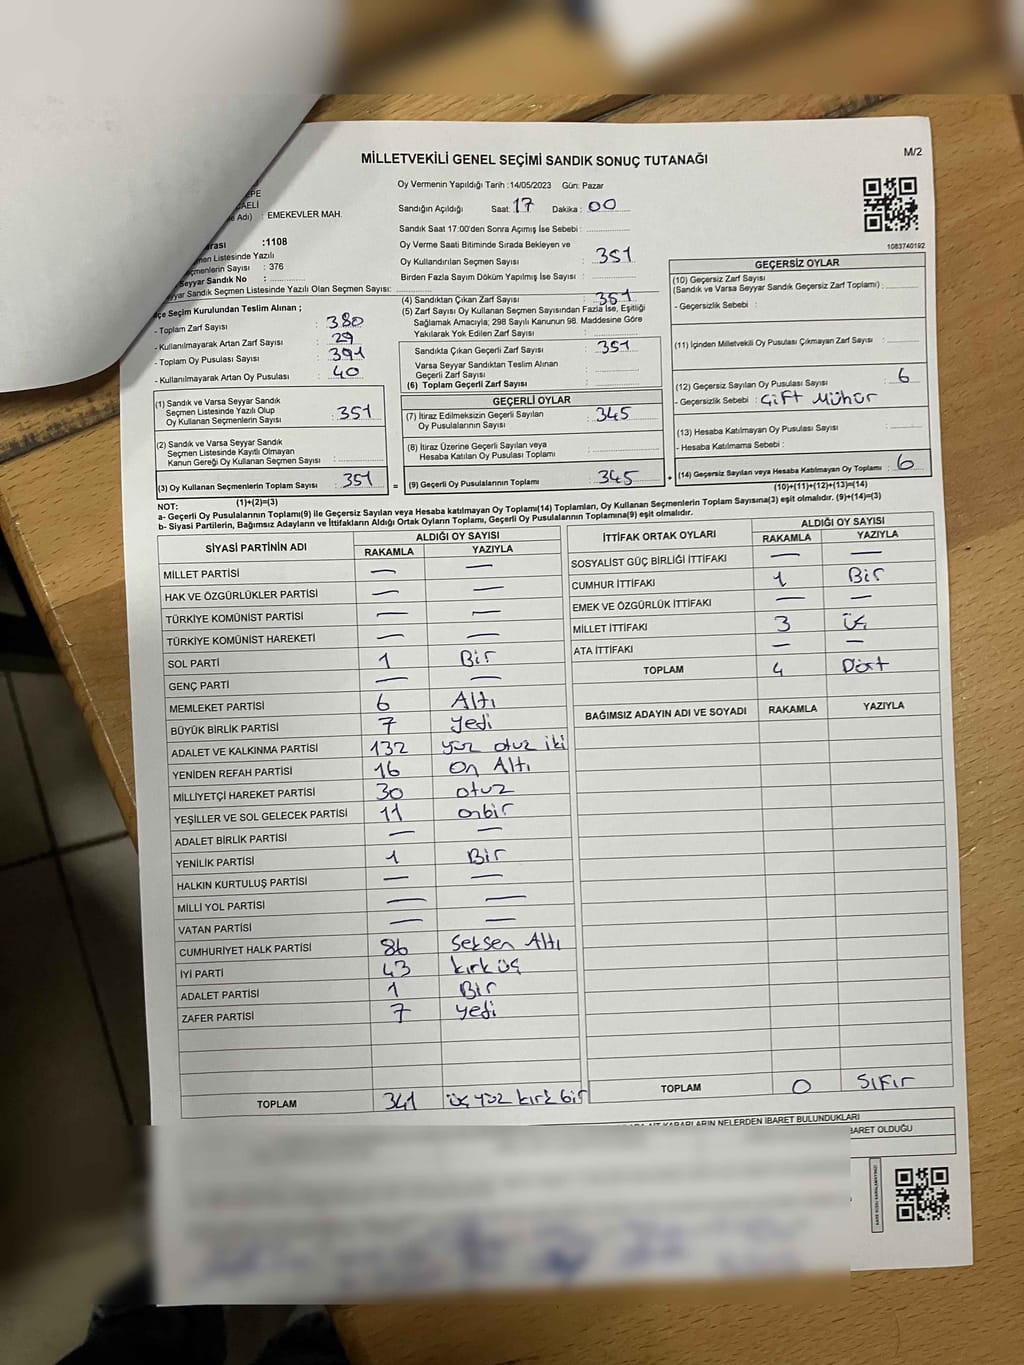 MİLLETVEKİLİ GENEL SEÇİMİ SANDIK SONUÇ TUTANAĞI
M/2
Oy Vermenin Yapıldığı Tarih :14/05/2023 Gün: Pazar
Sandığın Açıldığı Saat: 17 Dakika : 00
Sandık Saat 17:00'den Sonra Açımış İse Sebebi :
Oy Verme Saati Bitiminde Sırada Bekleyen ve
Oy Kullandırılan Seçmen Sayısı : 351
Birden Fazla Sayım Döküm Yapılmış İse Sayısı :
EPE
AELİ
e Adı) : EMEKEVLER MAH.
arası :1108
men Listesinde Yazılı
eçmenlerin Sayısı : 376
Seyyar Sandık No :
yyar Sandık Seçmen Listesinde Yazılı Olan Seçmen Sayısı:
çe Seçim Kurulundan Teslim Alınan ;
- Toplam Zarf Sayısı : 380
- Kullanılmayarak Artan Zarf Sayısı : 29
- Toplam Oy Pusulası Sayısı : 391
- Kullanılmayarak Artan Oy Pusulası : 40
(1) Sandık ve Varsa Seyyar Sandık
Seçmen Listesinde Yazılı Olup
Oy Kullanan Seçmenlerin Sayısı : 351
(2) Sandık ve Varsa Seyyar Sandık
Seçmen Listesinde Kayıtlı Olmayan
Kanun Gereği Oy Kullanan Seçmen Sayısı :
(3) Oy Kullanan Seçmenlerin Toplam Sayısı : 351
(1)+(2)=(3)
(4) Sandıktan Çıkan Zarf Sayısı : 351
(5) Zarf Sayısı Oy Kullanan Seçmen Sayısından Fazla İse, Eşitliği
Sağlamak Amacıyla; 298 Sayılı Kanunun 98. Maddesine Göre
Yakılarak Yok Edilen Zarf Sayısı :
Sandıkta Çıkan Geçerli Zarf Sayısı : 351
Varsa Seyyar Sandıktan Teslim Alınan
Geçerli Zarf Sayısı :
(6) Toplam Geçerli Zarf Sayısı :
GEÇERLİ OYLAR
(7) İtiraz Edilmeksizin Geçerli Sayılan
Oy Pusulalarının Sayısı : 345
(8) İtiraz Üzerine Geçerli Sayılan veya
Hesaba Katılan Oy Pusulası Toplamı :
= (9) Geçerli Oy Pusulalarının Toplamı : 345 +
1083740192
GEÇERSİZ OYLAR
(10) Geçersiz Zarf Sayısı
(Sandık ve Varsa Seyyar Sandık Geçersiz Zarf Toplamı) :
- Geçersizlik Sebebi :
(11) İçinden Milletvekili Oy Pusulası Çıkmayan Zarf Sayısı :
(12) Geçersiz Sayılan Oy Pusulası Sayısı : 6
- Geçersizlik Sebebi : Çift Mühür
(13) Hesaba Katılmayan Oy Pusulası Sayısı :
- Hesaba Katılmama Sebebi :
(14) Geçersiz Sayılan veya Hesaba Katılmayan Oy Toplamı : 6
(10)+(11)+(12)+(13)=(14)
NOT:
a- Geçerli Oy Pusulaları Toplamı(9) ile Geçersiz Sayılan veya Hesaba katılmayan Oy Toplamı(14) Toplamları, Oy Kullanan Seçmenlerin Toplam Sayısına(3) eşit olmalıdır. (9)+(14)=(3)
b- Siyasi Partilerin, Bağımsız Adayların ve İttifakların Aldığı Ortak Oyların Toplamı, Geçerli Oy Pusulalarının Toplamına(9) eşit olmalıdır.
SİYASİ PARTİNİN ADI ALDIĞI OY SAYISI
RAKAMLA YAZIYLA
MİLLET PARTİSİ — —
HAK VE ÖZGÜRLÜKLER PARTİSİ — —
TÜRKİYE KOMÜNİST PARTİSİ — —
TÜRKİYE KOMÜNİST HAREKETİ — —
SOL PARTİ 1 Bir
GENÇ PARTİ — —
MEMLEKET PARTİSİ 6 Altı
BÜYÜK BİRLİK PARTİSİ 7 yedi
ADALET VE KALKINMA PARTİSİ 132 yüz otuz iki
YENİDEN REFAH PARTİSİ 16 On Altı
MİLLİYETÇİ HAREKET PARTİSİ 30 otuz
YEŞİLLER VE SOL GELECEK PARTİSİ 11 onbir
ADALET BİRLİK PARTİSİ — —
YENİLİK PARTİSİ 1 Bir
HALKIN KURTULUŞ PARTİSİ — —
MİLLİ YOL PARTİSİ — —
VATAN PARTİSİ — —
CUMHURİYET HALK PARTİSİ 86 Seksen Altı
İYİ PARTİ 43 kırk üç
ADALET PARTİSİ 1 Bir
ZAFER PARTİSİ 7 yedi
TOPLAM 341 üç yüz kırk bir
İTTİFAK ORTAK OYLARI ALDIĞI OY SAYISI
RAKAMLA YAZIYLA
SOSYALİST GÜÇ BİRLİĞİ İTTİFAKI — —
CUMHUR İTTİFAKI 1 Bir
EMEK VE ÖZGÜRLÜK İTTİFAKI — —
MİLLET İTTİFAKI 3 üç
ATA İTTİFAKI — —
TOPLAM 4 Dört
BAĞIMSIZ ADAYIN ADI VE SOYADI RAKAMLA YAZIYLA
TOPLAM 0 Sıfır
KARARLARIN NELERDEN İBARET BULUNDUKLARI
BARET OLDUĞU